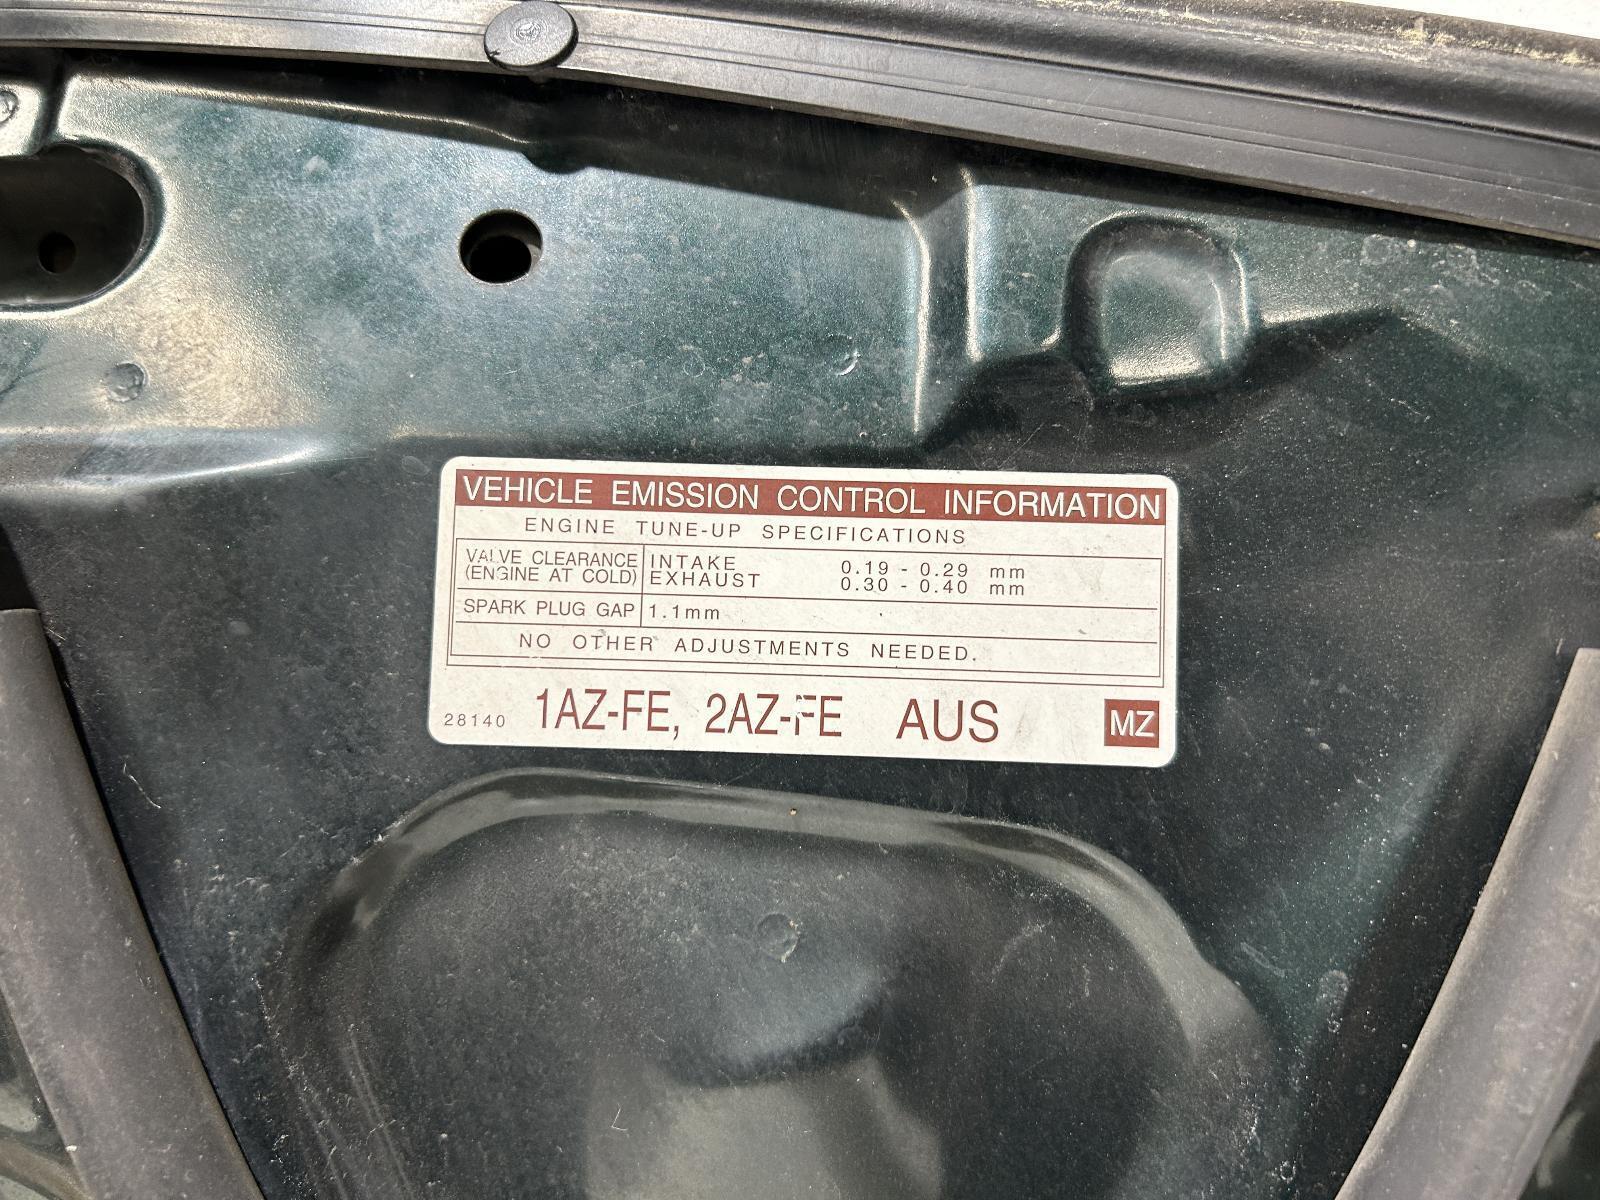 VEHICLE EMISSION CONTROL INFORMATION
ENGINE TUNE-UP SPECIFICATIONS
VALVE CLEARANCE (ENGINE AT COLD)
INTAKE 0.19 - 0.29 mm
EXHAUST 0.30 - 0.40 mm
SPARK PLUG GAP 1.1mm
NO OTHER ADJUSTMENTS NEEDED.
28140 1AZ-FE, 2AZ-FE AUS MZ